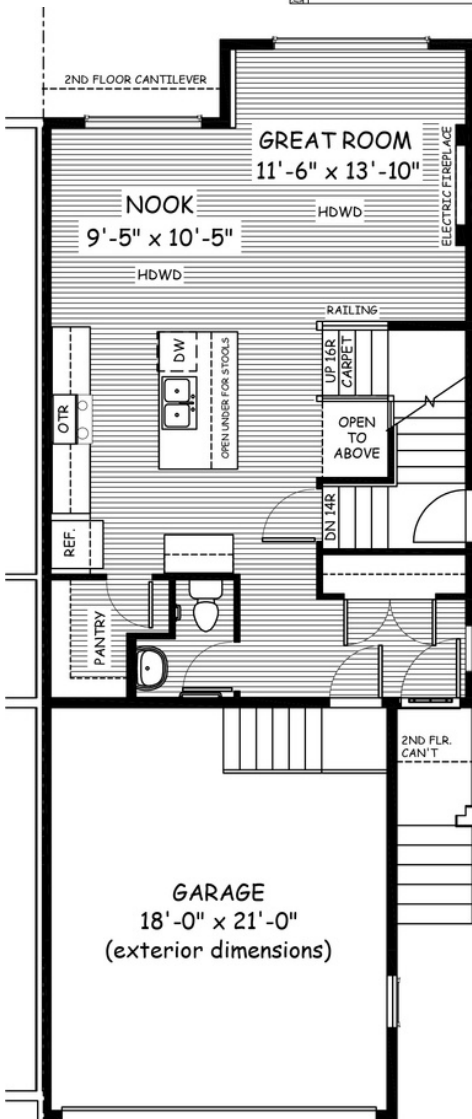 2ND FLOOR CANTILEVER
GREAT ROOM
11'-6" x 13'-10"
HDWD
ELECTRIC FIREPLACE
NOOK
9'-5" x 10'-5"
HDWD
RAILING
UP 16R
CARPET
DW
OPEN UNDER FOR STOOLS
OTR
OPEN
TO
ABOVE
DN 14R
REF.
PANTRY
2ND FLR.
CAN'T
GARAGE
18'-0" x 21'-0"
(exterior dimensions)